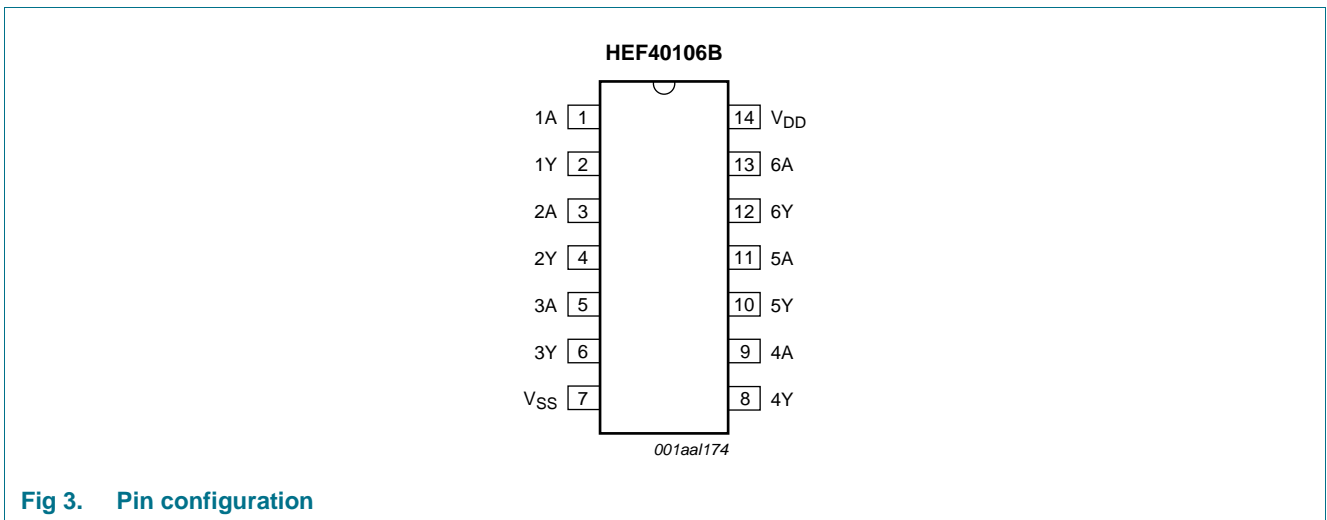 HEF40106B
1A 1 14 VDD
1Y 2 13 6A
2A 3 12 6Y
2Y 4 11 5A
3A 5 10 5Y
3Y 6 9 4A
VSS 7 8 4Y
001aal174
Fig 3. Pin configuration